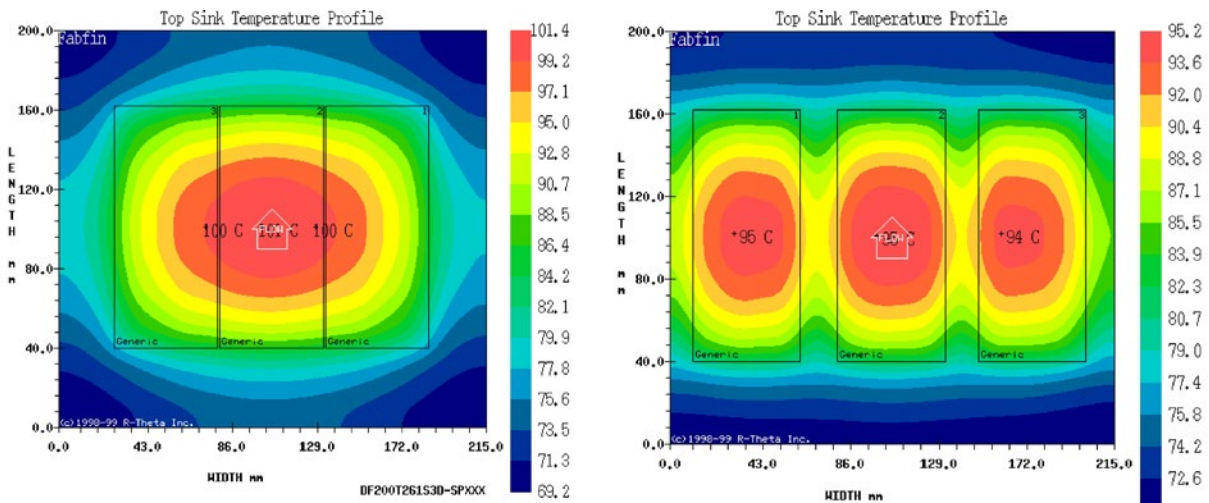 Top Sink Temperature Profile
200.0
Fabfin
160.0
120.0
80.0
40.0
0.0
LENGTH mm
3
2
1
100 C
100 C
FLOW
Generic
Generic
Generic
(c)1998-99 R-Theta Inc.
0.0 43.0 86.0 129.0 172.0 215.0
WIDTH mm
DF200T261S3D-SPXXX
101.4
99.2
97.1
95.0
92.8
90.7
88.5
86.4
84.2
82.1
79.9
77.8
75.6
73.5
71.3
69.2
Top Sink Temperature Profile
200.0
Fabfin
160.0
120.0
80.0
40.0
0.0
LENGTH mm
1
2
3
+95 C
FLOW
+94 C
Generic
Generic
Generic
(c)1998-99 R-Theta Inc.
0.0 43.0 86.0 129.0 172.0 215.0
WIDTH mm
95.2
93.6
92.0
90.4
88.8
87.1
85.5
83.9
82.3
80.7
79.0
77.4
75.8
74.2
72.6